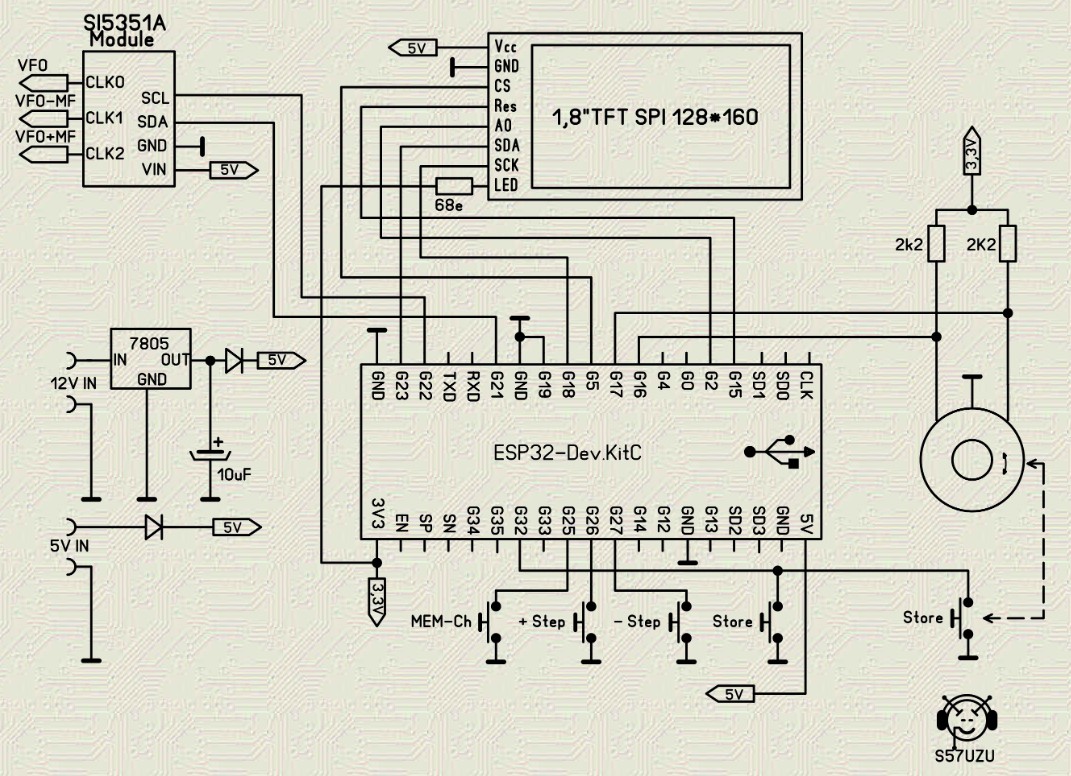 SI5351A
Module
VFO
CLK0
VFO-MF
CLK1
VFO+MF
CLK2
SCL
SDA
GND
VIN
5V
5V
Vcc
GND
CS
Res
A0
SDA
SCK
LED
68e
1,8"TFT SPI 128*160
3,3V
2k2
2K2
7805
IN
OUT
GND
5V
12V IN
+
10uF
5V IN
5V
GND
G23
G22
TXD
RXD
G21
GND
G19
G18
G5
G17
G16
G4
G0
G2
G15
SD1
SD0
CLK
ESP32-Dev.KitC
3V3
EN
SP
SN
G34
G35
G32
G33
G25
G26
G27
G14
G12
GND
G13
SD2
SD3
GND
5V
3,3V
MEM-Ch
+ Step
- Step
Store
Store
5V
S57UZU